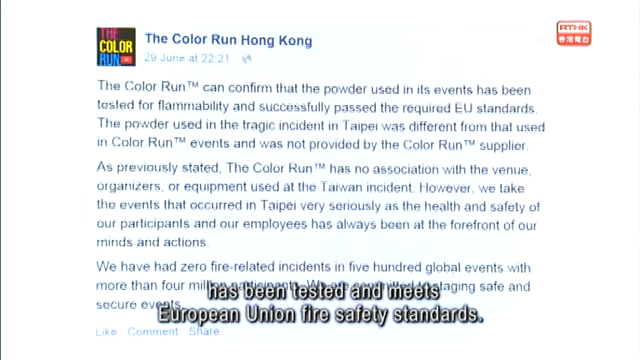 THE
COLOR
RUN
The Color Run Hong Kong
29 June at 22:21
RTHK
香港電台
The Color Run™ can confirm that the powder used in its events has been
tested for flammability and successfully passed the required EU standards.
The powder used in the tragic incident in Taipei was different from that used
in Color Run™ events and was not provided by the Color Run™ supplier.
As previously stated, The Color Run™ has no association with the venue,
organizers, or equipment used at the Taiwan incident. However, we take
the events that occurred in Taipei very seriously as the health and safety of
our participants and our employees has always been at the forefront of our
minds and actions.
We have had zero fire-related incidents in five hundred global events with
more than four million participants. We are committed to staging safe and
secure events.
has been tested and meets
European Union fire safety standards.
Like Comment Share